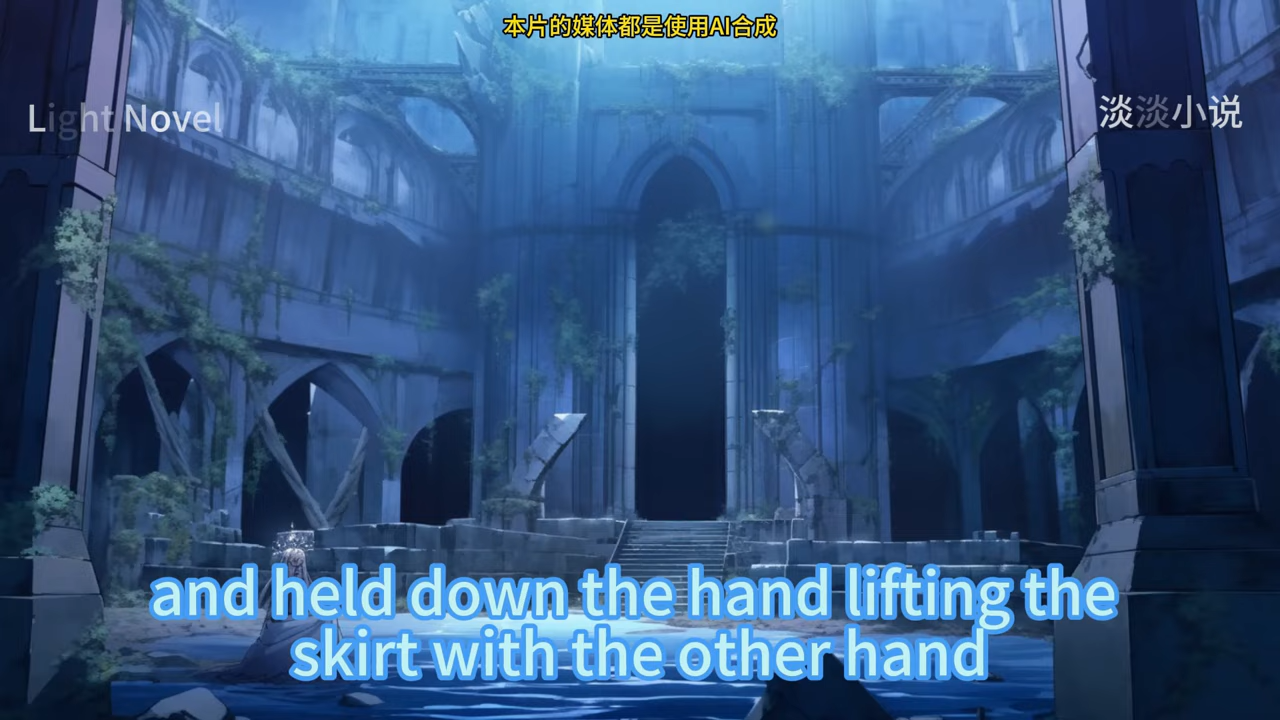 本片的媒体都是使用AI合成
Light Novel
淡淡小说
and held down the hand lifting the
skirt with the other hand